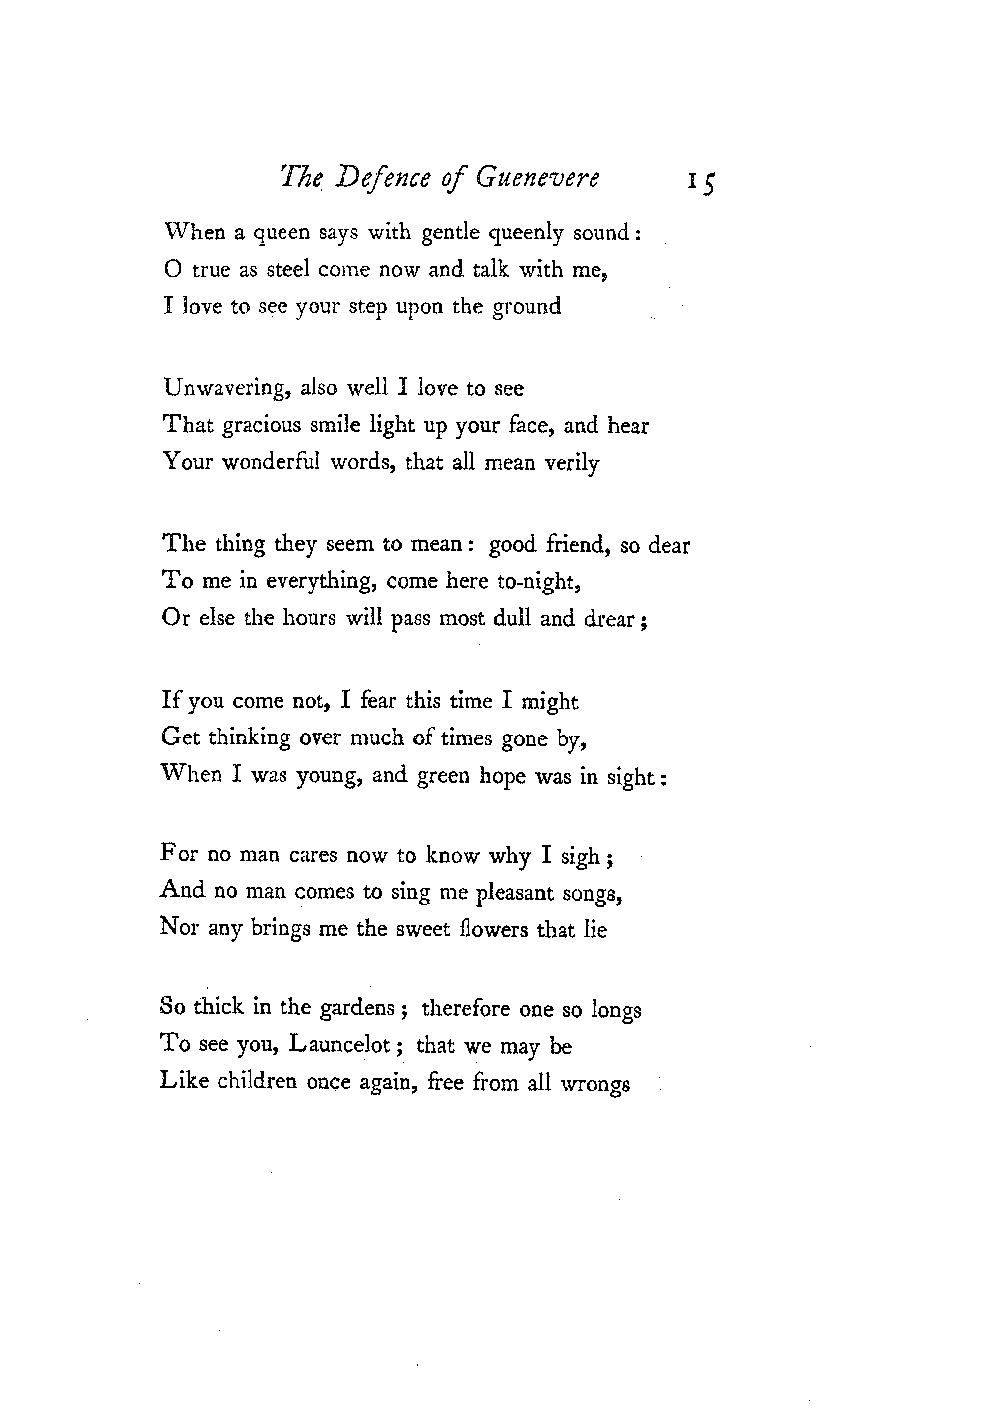 The Defence of Guenevere 15
When a queen says with gentle queenly sound:
O true as steel come now and talk with me,
I love to see your step upon the ground
Unwavering, also well I love to see
That gracious smile light up your face, and hear
Your wonderful words, that all mean verily
The thing they seem to mean: good friend, so dear
To me in everything, come here to-night,
Or else the hours will pass most dull and drear;
If you come not, I fear this time I might
Get thinking over much of times gone by,
When I was young, and green hope was in sight:
For no man cares now to know why I sigh;
And no man comes to sing me pleasant songs,
Nor any brings me the sweet flowers that lie
So thick in the gardens; therefore one so longs
To see you, Launcelot; that we may be
Like children once again, free from all wrongs